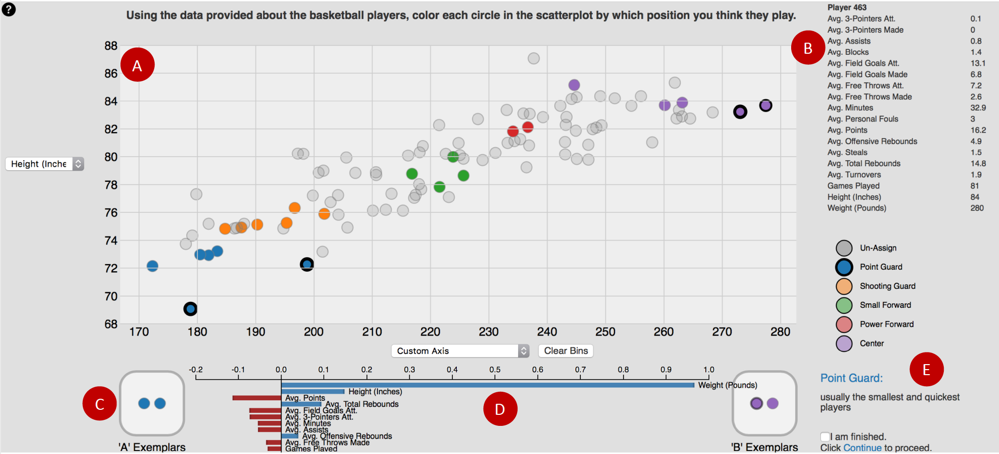 ?
Using the data provided about the basketball players, color each circle in the scatterplot by which position you think they play.
A
88
86
84
82
80
78
76
74
72
70
68
170 180 190 200 210 220 230 240 250 260 270 280
Height (Inche
Custom Axis
Clear Bins
B
Player 463
Avg. 3-Pointers Att. 0.1
Avg. 3-Pointers Made 0
Avg. Assists 0.8
Avg. Blocks 1.4
Avg. Field Goals Att. 13.1
Avg. Field Goals Made 6.8
Avg. Free Throws Att. 7.2
Avg. Free Throws Made 2.6
Avg. Minutes 32.9
Avg. Personal Fouls 3
Avg. Points 16.2
Avg. Offensive Rebounds 4.9
Avg. Steals 1.5
Avg. Total Rebounds 14.8
Avg. Turnovers 1.9
Games Played 81
Height (Inches) 84
Weight (Pounds) 280
Un-Assign
Point Guard
Shooting Guard
Small Forward
Power Forward
Center
C
'A' Exemplars
-0.2 -0.1 0.0 0.1 0.2 0.3 0.4 0.5 0.6 0.7 0.8 0.9 1.0
Weight (Pounds)
Height (Inches)
Avg. Points
Avg. Total Rebounds
Avg. Field Goals Att.
Avg. 3-Pointers Att.
Avg. Minutes
Avg. Assists
Avg. Offensive Rebounds
Avg. Free Throws Made
Games Played
D
'B' Exemplars
E
Point Guard:
usually the smallest and quickest
players
I am finished.
Click Continue to proceed.